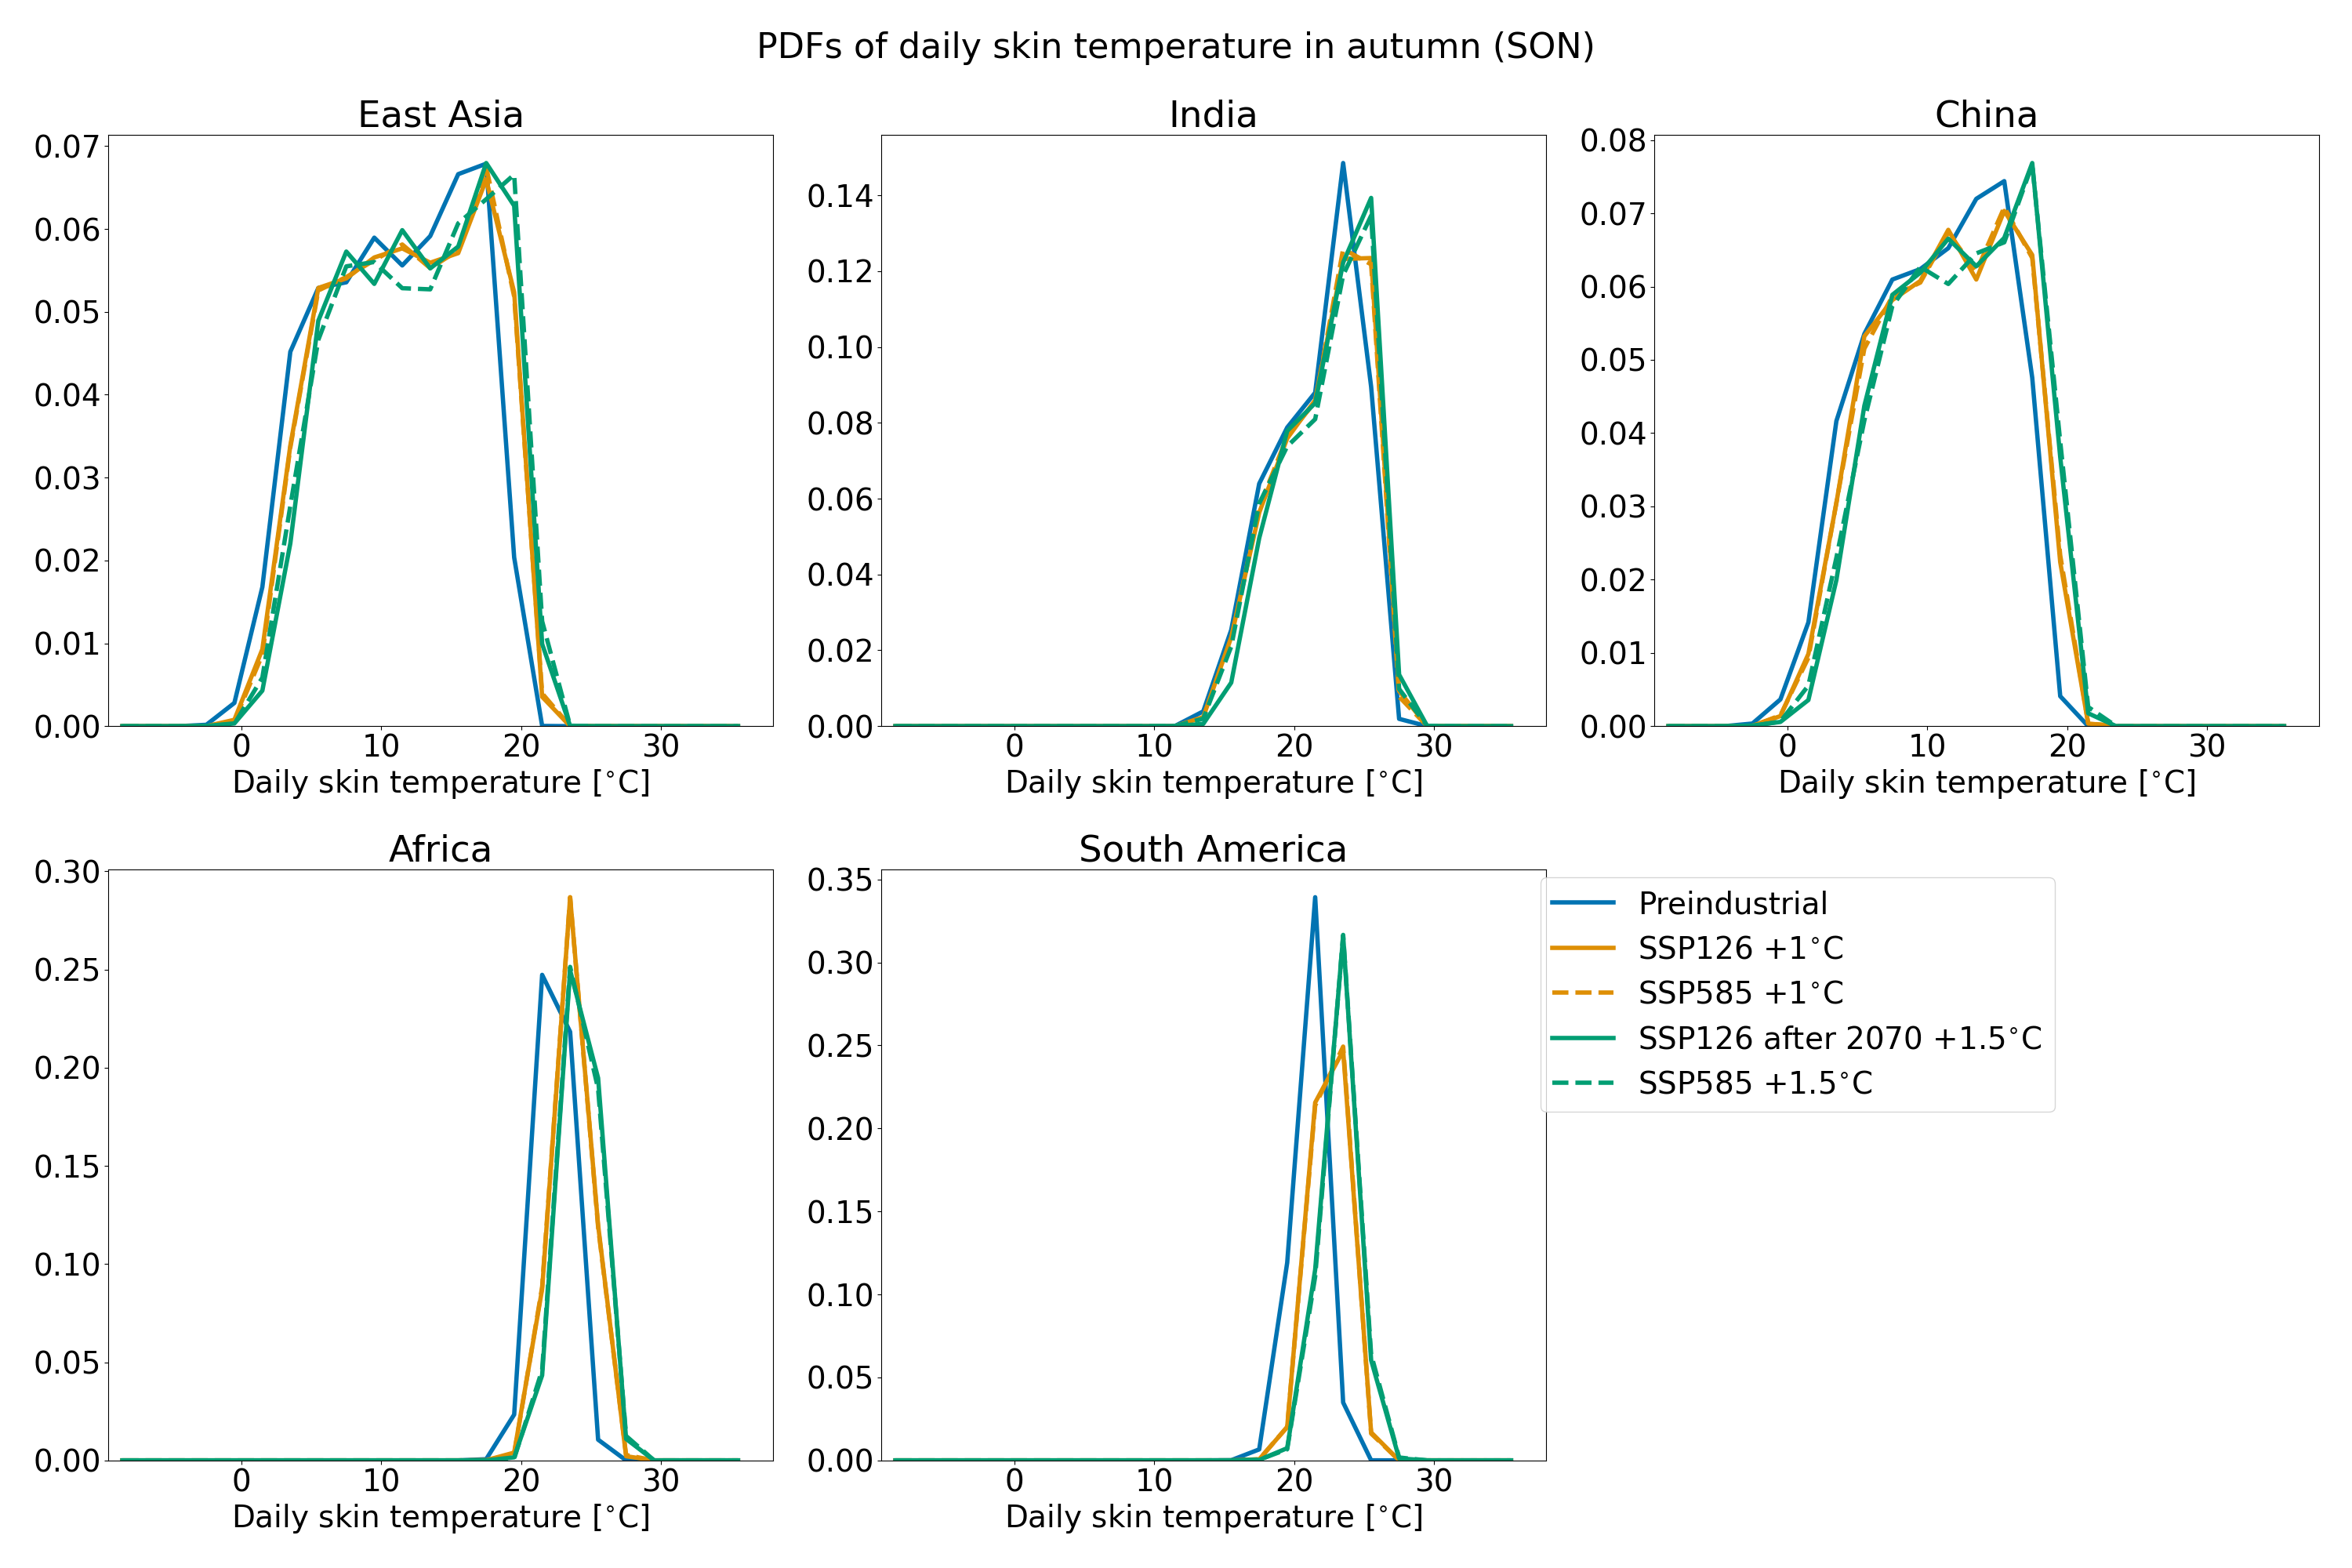 PDFs of daily skin temperature in autumn (SON)
East Asia
0.07
0.06
0.05
0.04
0.03
0.02
0.01
0.00
0 10 20 30
Daily skin temperature [°C]
India
0.14
0.12
0.10
0.08
0.06
0.04
0.02
0.00
0 10 20 30
Daily skin temperature [°C]
China
0.08
0.07
0.06
0.05
0.04
0.03
0.02
0.01
0.00
0 10 20 30
Daily skin temperature [°C]
Africa
0.30
0.25
0.20
0.15
0.10
0.05
0.00
0 10 20 30
Daily skin temperature [°C]
South America
0.35
0.30
0.25
0.20
0.15
0.10
0.05
0.00
0 10 20 30
Daily skin temperature [°C]
Preindustrial
SSP126 +1°C
SSP585 +1°C
SSP126 after 2070 +1.5°C
SSP585 +1.5°C